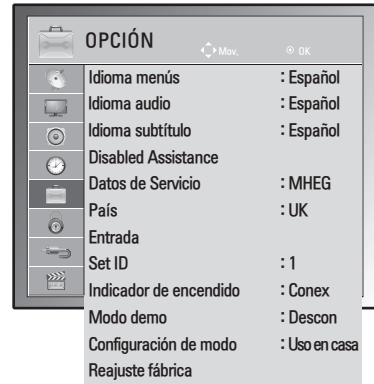 OPCIÓN
Mov. OK
Idioma menús : Español
Idioma audio : Español
Idioma subtítulo : Español
Disabled Assistance
Datos de Servicio : MHEG
País : UK
Entrada
Set ID : 1
Indicador de encendido : Conex
Modo demo : Descon
Configuración de modo : Uso en casa
Reajuste fábrica